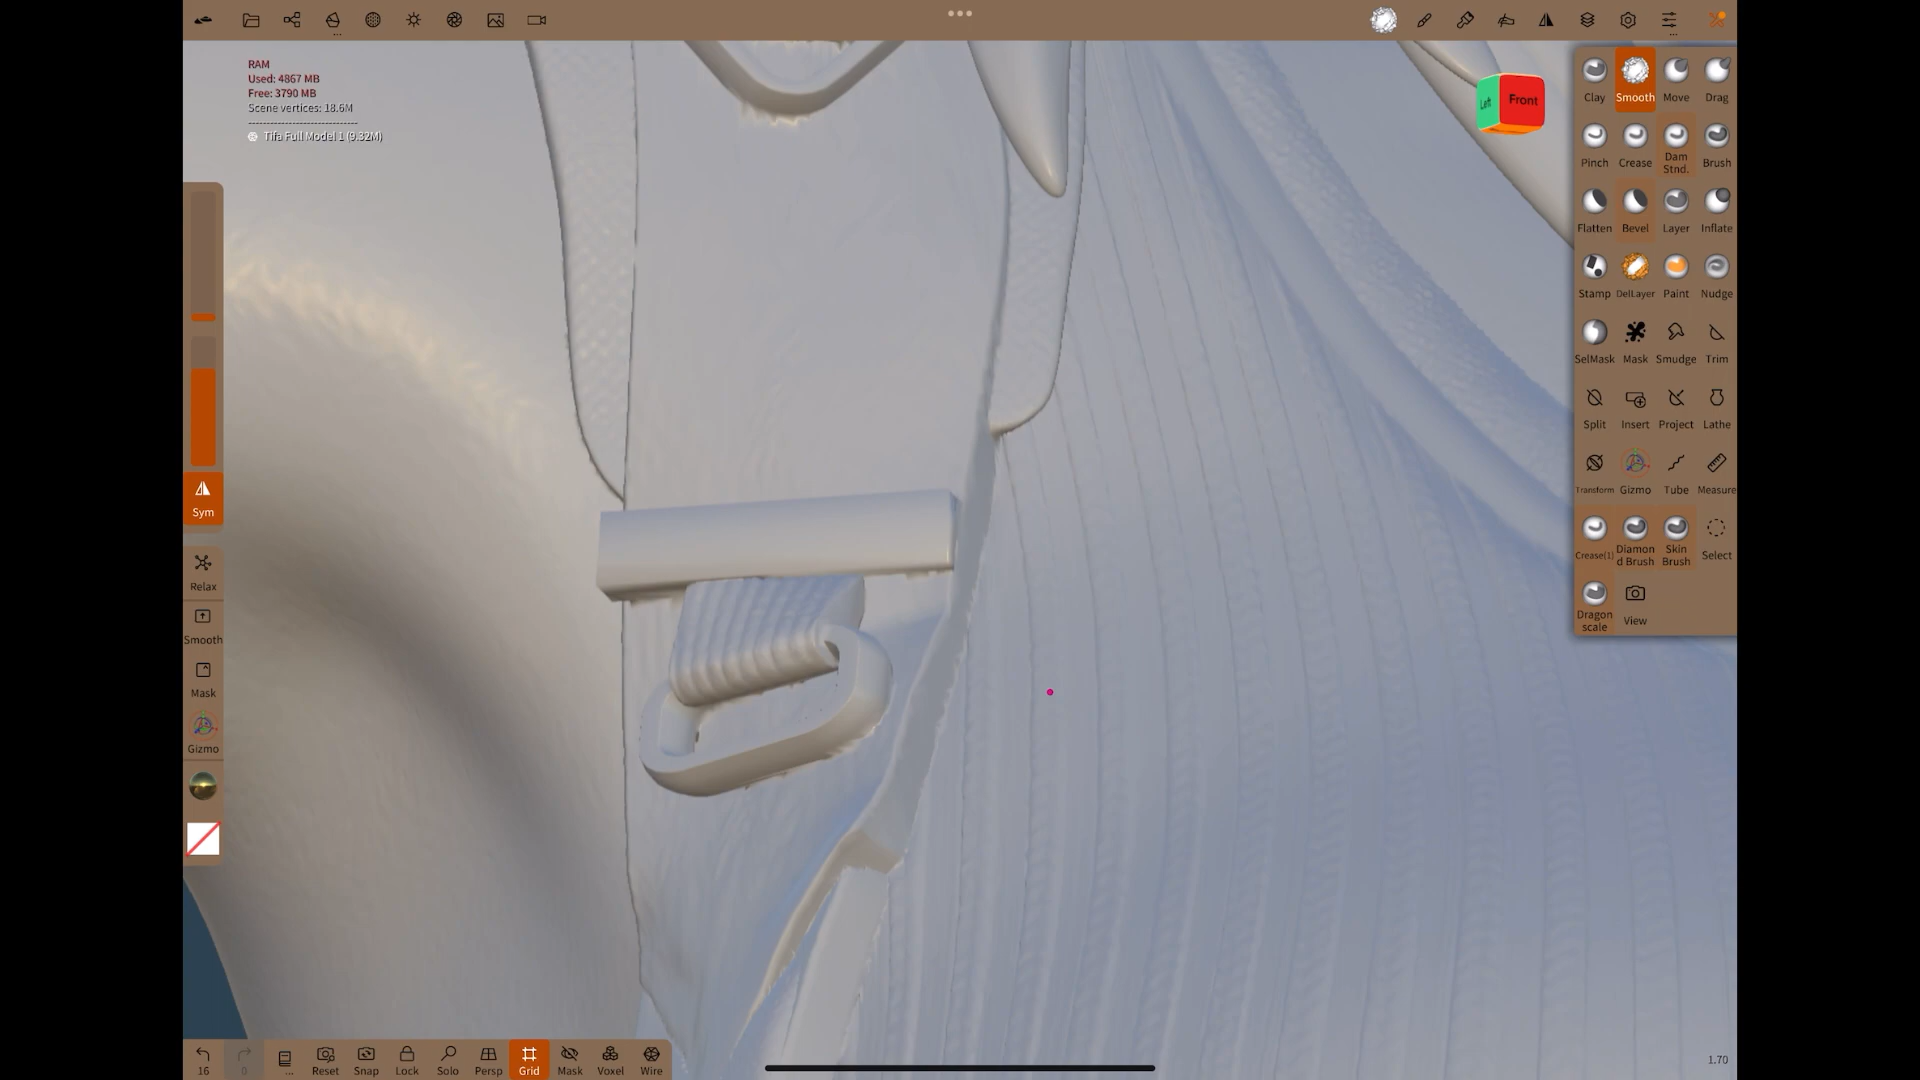 RAM
Used: 4867 MB
Free: 3790 MB
Scene vertices: 18.6M
------------------------------
Tifa Full Model 1 (9.32M)
Left
Front
Clay Smooth Move Drag
Pinch Crease Dam Stnd. Brush
Flatten Bevel Layer Inflate
Stamp DelLayer Paint Nudge
SelMask Mask Smudge Trim
Split Insert Project Lathe
Transform Gizmo Tube Measure
Crease(1) Diamon d Brush Skin Brush Select
Dragon scale View
Sym
Relax
Smooth
Mask
Gizmo
16 0 ... Reset Snap Lock Solo Persp Grid Mask Voxel Wire
1.70